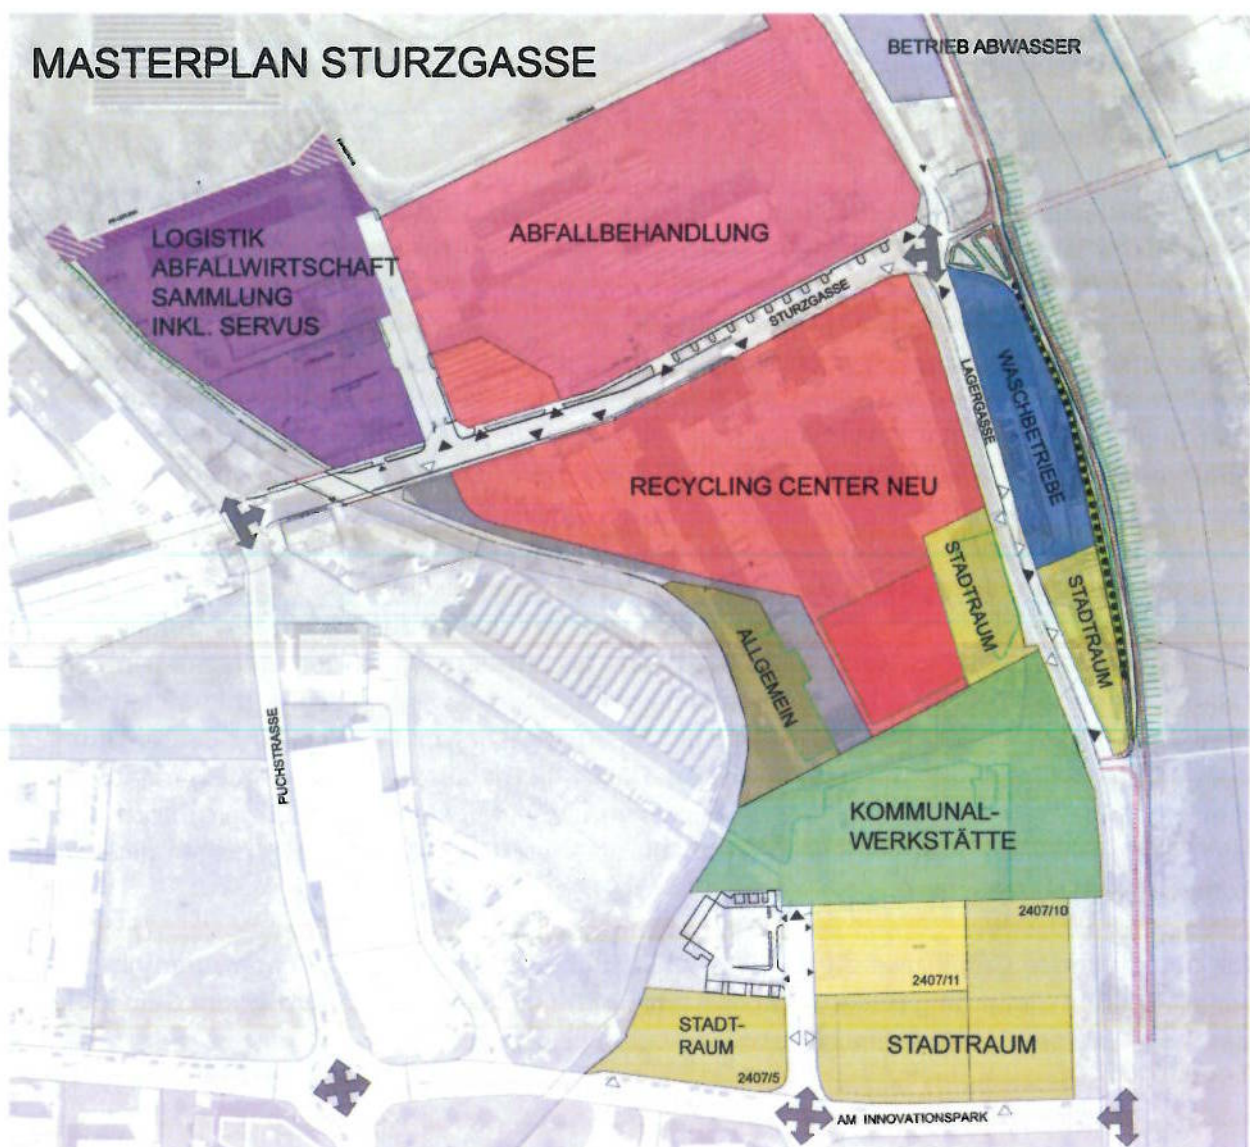 MASTERPLAN STURZGASSE
BETRIEB ABWASSER
LOGISTIK
ABFALLWIRTSCHAFT
SAMMLUNG
INKL. SERVUS
ABFALLBEHANDLUNG
STURZGASSE
LAGERGASSE
WASCHBETRIEBE
RECYCLING CENTER NEU
STADTRAUM
STADTRAUM
ALLGEMEIN
PUCHSTRASSE
KOMMUNAL-
WERKSTÄTTE
2407/10
2407/11
STADT-
RAUM
2407/5
STADTRAUM
AM INNOVATIONSPARK